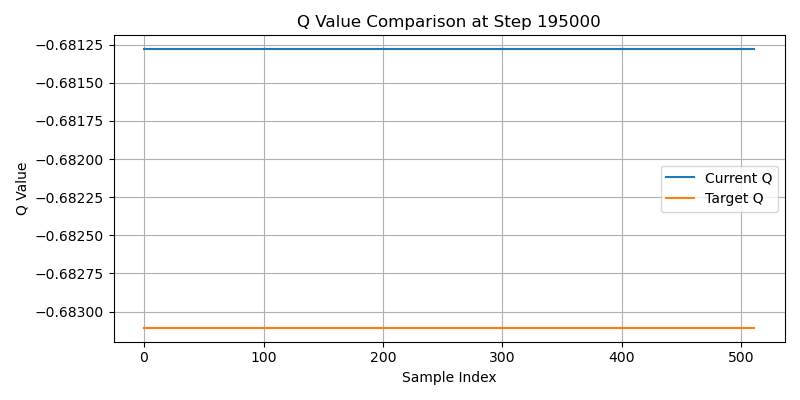 Q Value Comparison at Step 195000
Q Value
−0.68125
−0.68150
−0.68175
−0.68200
−0.68225
−0.68250
−0.68275
−0.68300
Current Q
Target Q
0 100 200 300 400 500
Sample Index